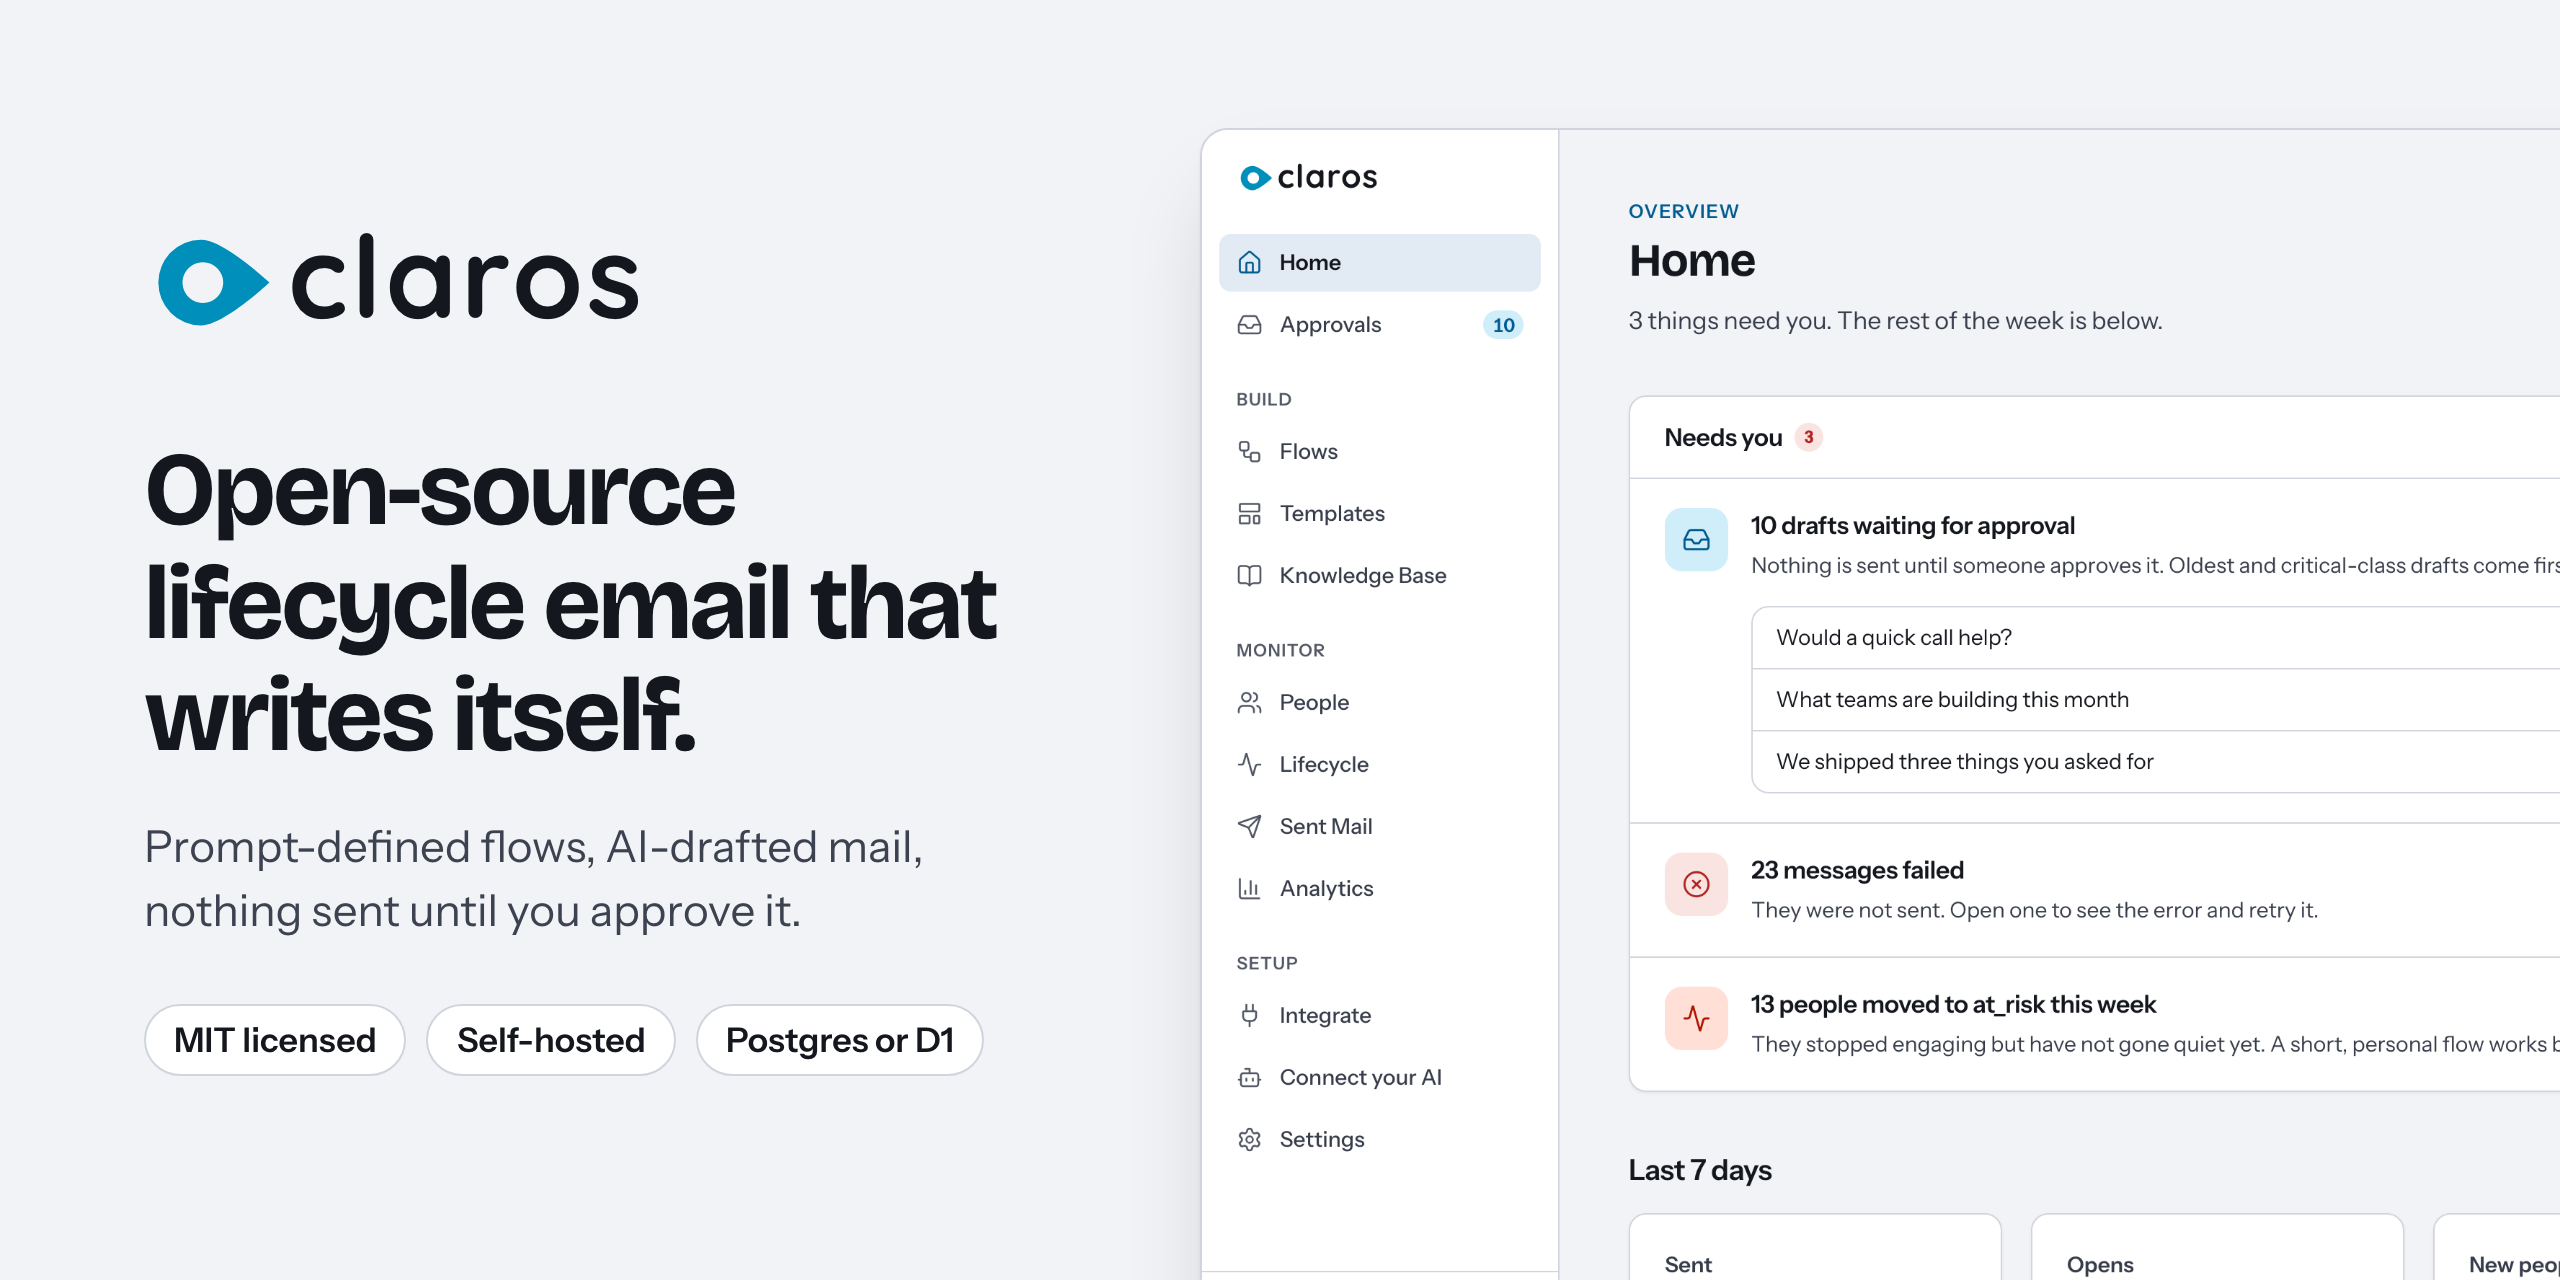 claros
Open-source
lifecycle email that
writes itself.
Prompt-defined flows, AI-drafted mail,
nothing sent until you approve it.
MIT licensed
Self-hosted
Postgres or D1
claros
Home
Approvals 10
BUILD
Flows
Templates
Knowledge Base
MONITOR
People
Lifecycle
Sent Mail
Analytics
SETUP
Integrate
Connect your AI
Settings
OVERVIEW
Home
3 things need you. The rest of the week is below.
Needs you 3
10 drafts waiting for approval
Nothing is sent until someone approves it. Oldest and critical-class drafts come
Would a quick call help?
What teams are building this month
We shipped three things you asked for
23 messages failed
They were not sent. Open one to see the error and retry it.
13 people moved to at_risk this week
They stopped engaging but have not gone quiet yet. A short, personal flow works
Last 7 days
Sent
Opens
New